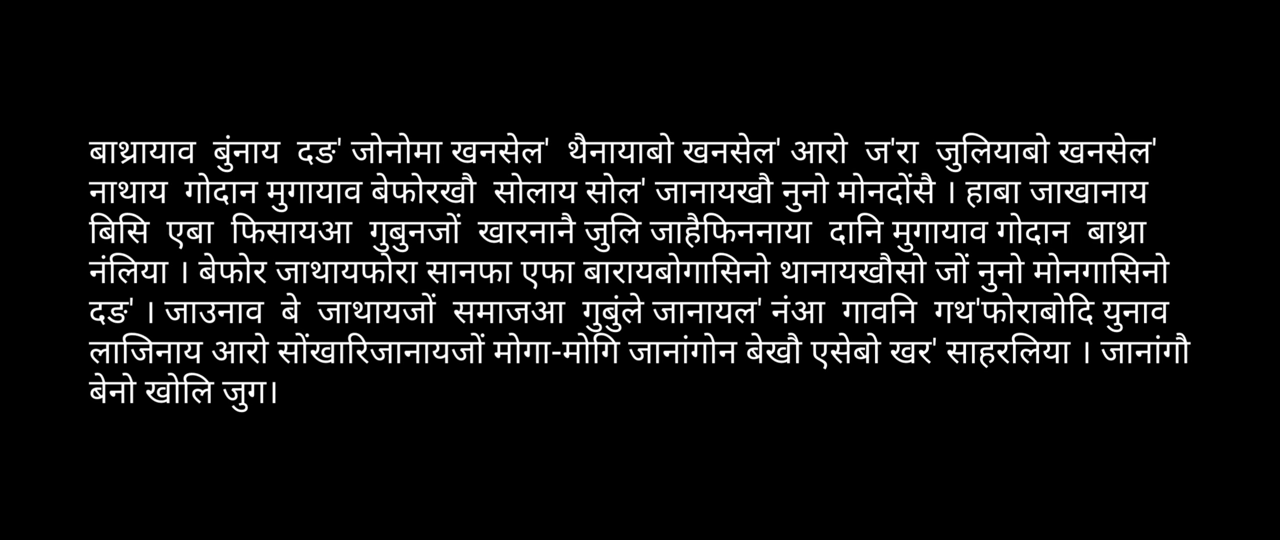 बाथ्रायाव बुंनाय दङ' जोनोमा खनसेल' थैनायाबो खनसेल' आरो ज'रा जुलियाबो खनसेल'
नाथाय गोदान मुगायाव बेफोरखौ सोलाय सोल' जानायखौ नुनो मोनदोंसै । हाबा जाखानाय
बिसि एबा फिसायआ गुबुनजों खारनानै जुलि जाहैफिननाया दानि मुगायाव गोदान बाथ्रा
नंलिया । बेफोर जाथायफोरा सानफा एफा बारायबोगासिनो थानायखौसो जों नुनो मोनगासिनो
दङ' । जाउनाव बे जाथायजों समाजआ गुबुंले जानायल' नंआ गावनि गथ'फोराबोदि युनाव
लाजिनाय आरो सोंखारिजानायजों मोगा-मोगि जानांगोन बेखौ एसेबो खर' साहरलिया । जानांगौ
बेनो खोलि जुग।